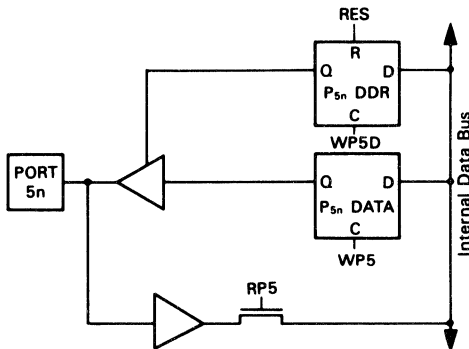 RES
R
Q D
P5n DDR
C
WP5D
PORT
5n
Q D
P5n DATA
C
WP5
RP5
Internal Data Bus